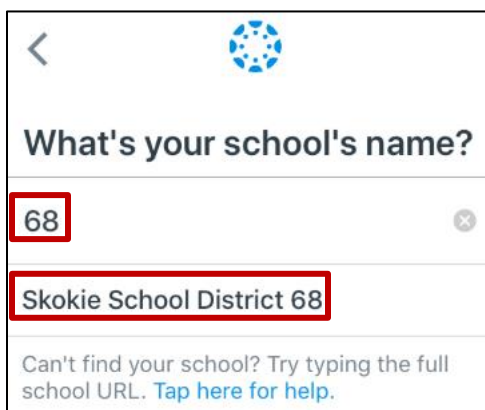 What's your school's name?
68
Skokie School District 68
Can't find your school? Try typing the full
school URL. Tap here for help.